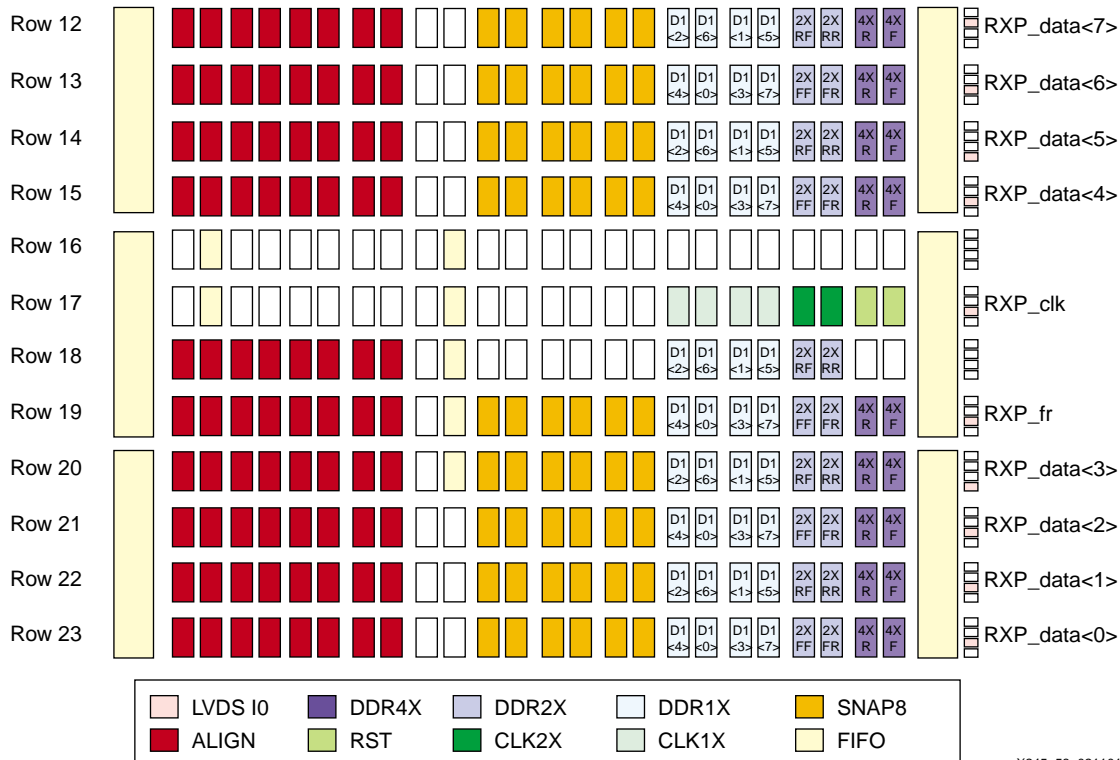 Row 12 D1 D1 D1 D1 2X 2X 4X 4X RXP_data<7>
<2> <6> <1> <5> RF RR R F
Row 13 D1 D1 D1 D1 2X 2X 4X 4X RXP_data<6>
<4> <0> <3> <7> FF FR R F
Row 14 D1 D1 D1 D1 2X 2X 4X 4X RXP_data<5>
<2> <6> <1> <5> RF RR R F
Row 15 D1 D1 D1 D1 2X 2X 4X 4X RXP_data<4>
<4> <0> <3> <7> FF FR R F
Row 16
Row 17 RXP_clk
Row 18 D1 D1 D1 D1 2X 2X
<2> <6> <1> <5> RF RR
Row 19 D1 D1 D1 D1 2X 2X 4X 4X RXP_fr
<4> <0> <3> <7> FF FR R F
Row 20 D1 D1 D1 D1 2X 2X 4X 4X RXP_data<3>
<2> <6> <1> <5> RF RR R F
Row 21 D1 D1 D1 D1 2X 2X 4X 4X RXP_data<2>
<4> <0> <3> <7> FF FR R F
Row 22 D1 D1 D1 D1 2X 2X 4X 4X RXP_data<1>
<2> <6> <1> <5> RF RR R F
Row 23 D1 D1 D1 D1 2X 2X 4X 4X RXP_data<0>
<4> <0> <3> <7> FF FR R F
LVDS I0 DDR4X DDR2X DDR1X SNAP8
ALIGN RST CLK2X CLK1X FIFO